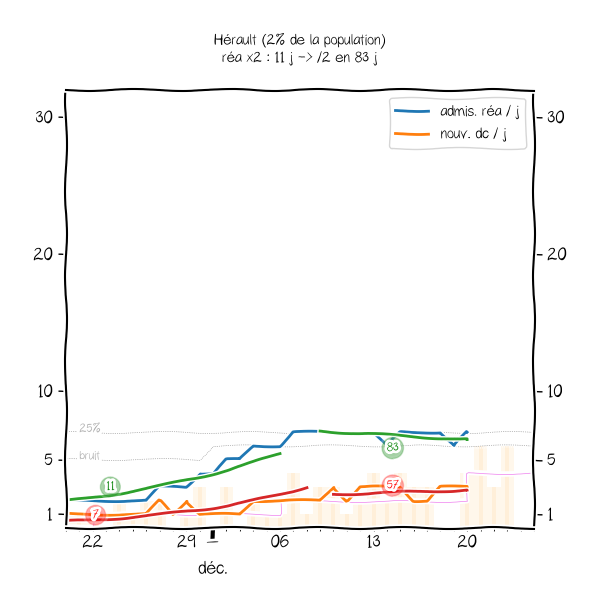 Hérault (2% de la population)
réa x2 : 11 j -> /2 en 83 j
admis. réa / j
nouv. dc / j
30 30
20 20
10 10
25%
83
bruit
5 5
11
57
7
1 1
22 29 06 13 20
déc.